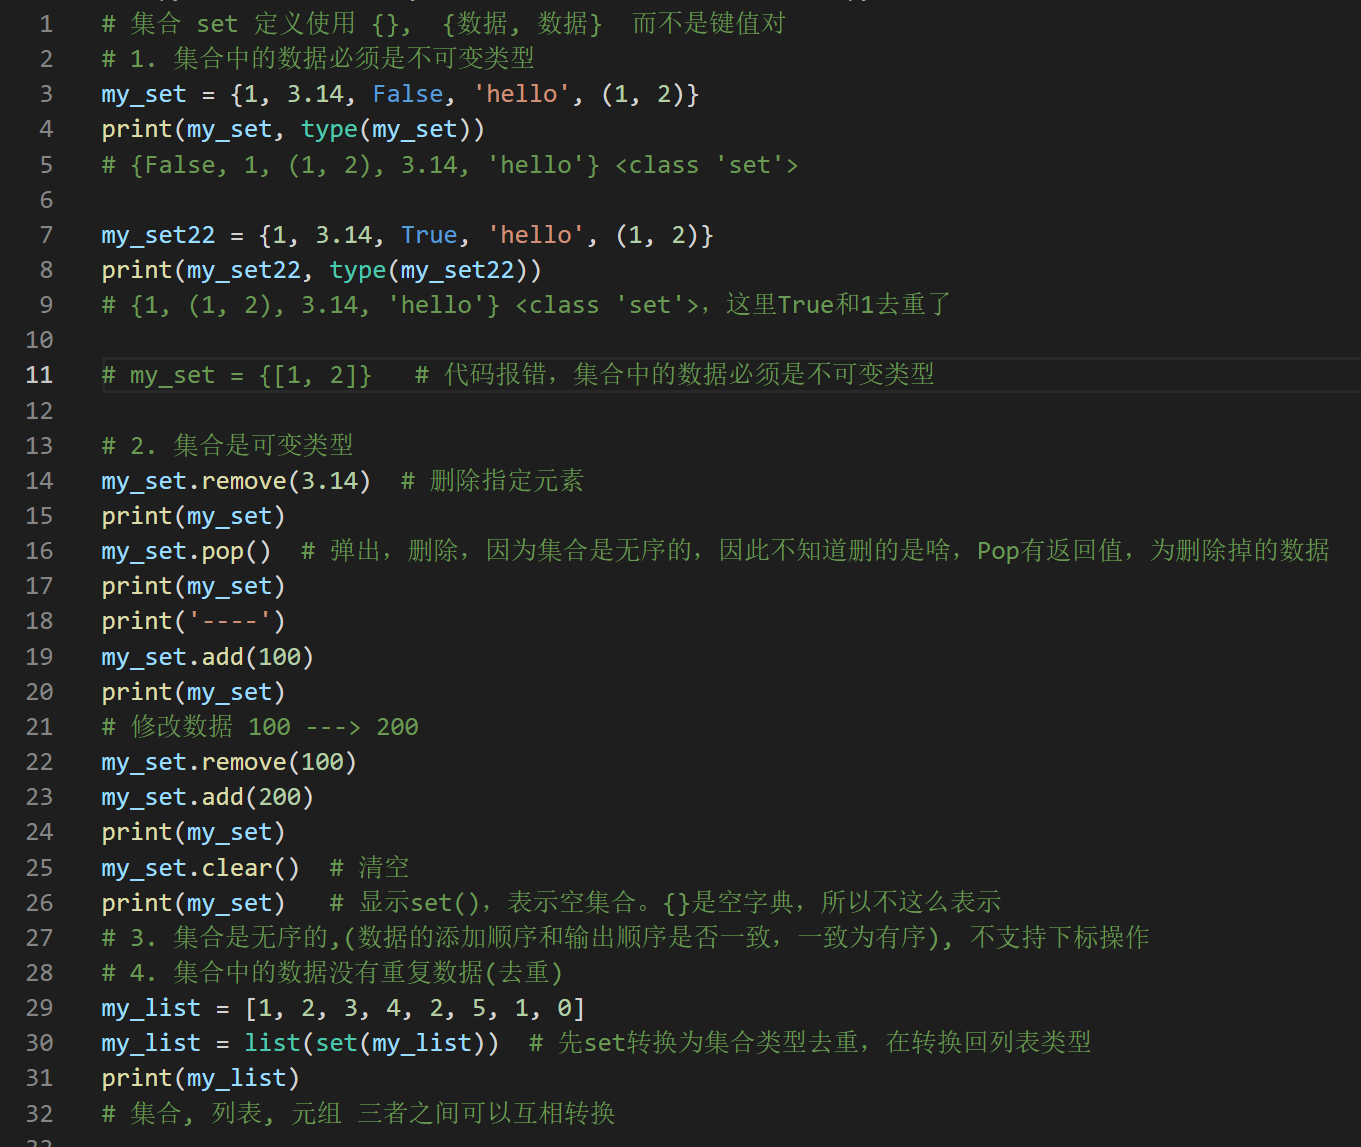 1 # 集合 set 定义使用 {}, {数据, 数据} 而不是键值对
2 # 1. 集合中的数据必须是不可变类型
3 my_set = {1, 3.14, False, 'hello', (1, 2)}
4 print(my_set, type(my_set))
5 # {False, 1, (1, 2), 3.14, 'hello'} <class 'set'>
6
7 my_set22 = {1, 3.14, True, 'hello', (1, 2)}
8 print(my_set22, type(my_set22))
9 # {1, (1, 2), 3.14, 'hello'} <class 'set'>，这里True和1去重了
10
11 # my_set = {[1, 2]} # 代码报错，集合中的数据必须是不可变类型
12
13 # 2. 集合是可变类型
14 my_set.remove(3.14) # 删除指定元素
15 print(my_set)
16 my_set.pop() # 弹出，删除，因为集合是无序的，因此不知道删的是啥，Pop有返回值，为删除掉的数据
17 print(my_set)
18 print('----')
19 my_set.add(100)
20 print(my_set)
21 # 修改数据 100 ---> 200
22 my_set.remove(100)
23 my_set.add(200)
24 print(my_set)
25 my_set.clear() # 清空
26 print(my_set) # 显示set()，表示空集合。{}是空字典，所以不这么表示
27 # 3. 集合是无序的,(数据的添加顺序和输出顺序是否一致，一致为有序), 不支持下标操作
28 # 4. 集合中的数据没有重复数据(去重)
29 my_list = [1, 2, 3, 4, 2, 5, 1, 0]
30 my_list = list(set(my_list)) # 先set转换为集合类型去重，在转换回列表类型
31 print(my_list)
32 # 集合, 列表, 元组 三者之间可以互相转换